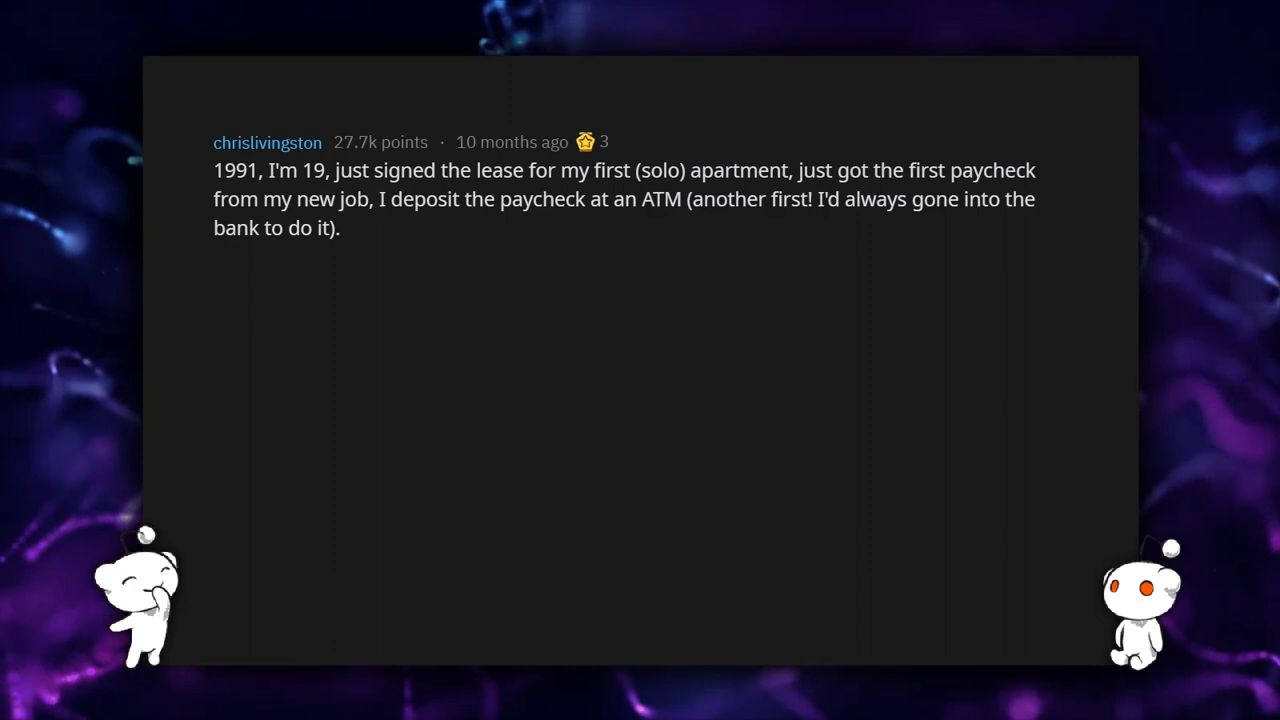 chrislivingston 27.7k points · 10 months ago 3
1991, I'm 19, just signed the lease for my first (solo) apartment, just got the first paycheck
from my new job, I deposit the paycheck at an ATM (another first! I'd always gone into the
bank to do it).